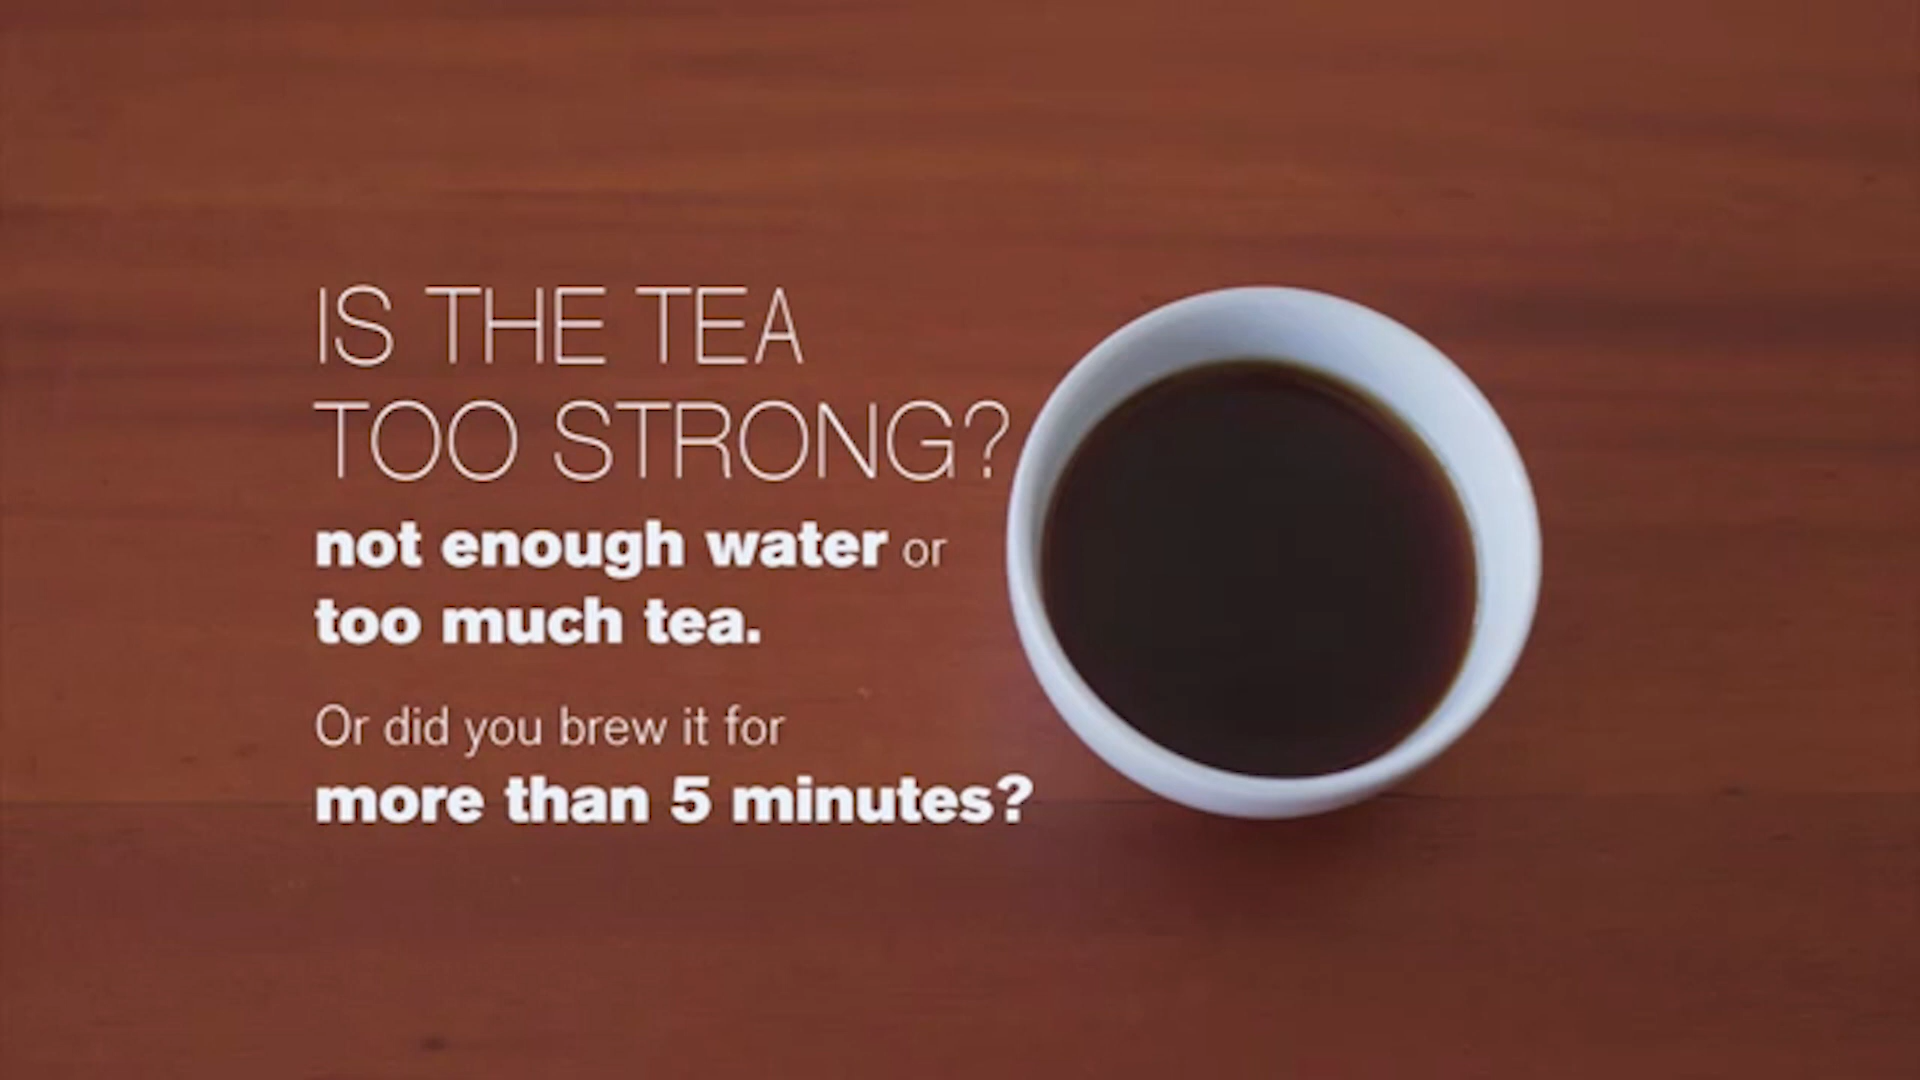 IS THE TEA
TOO STRONG?
not enough water or
too much tea.
Or did you brew it for
more than 5 minutes?